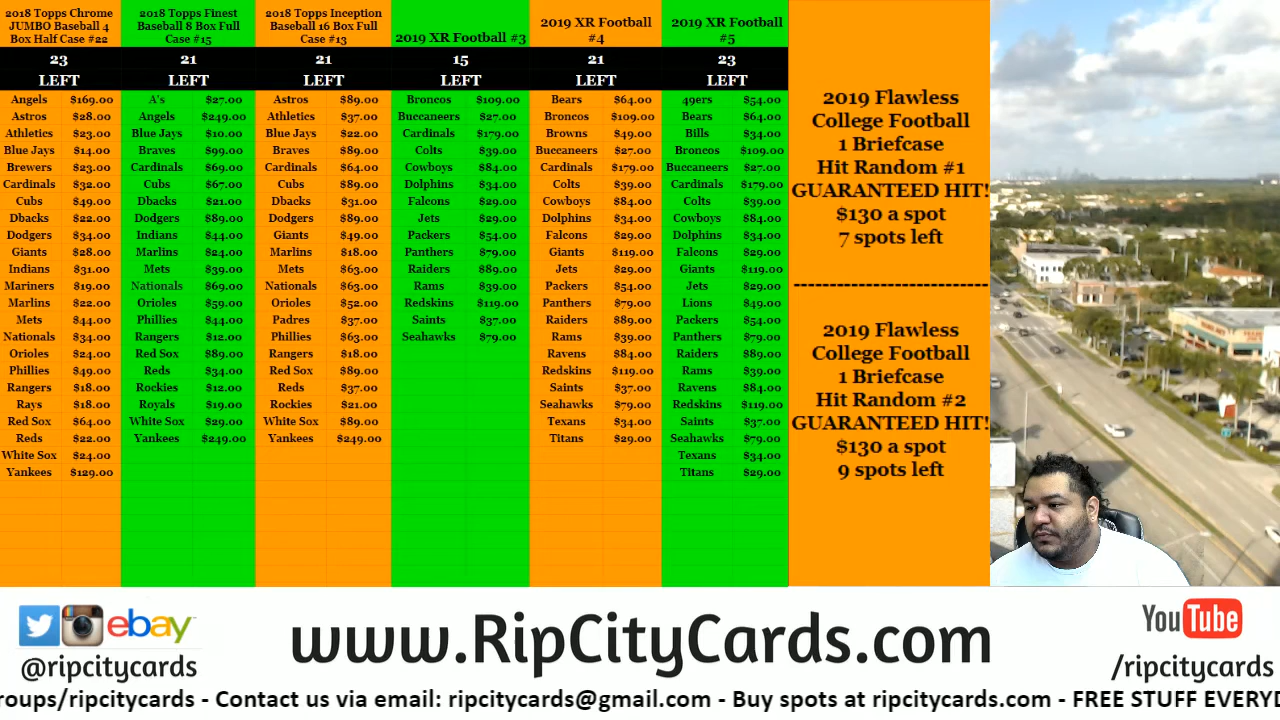 2018 Topps Chrome
JUMBO Baseball 4
Box Half Case #22
23
LEFT
Angels $169.00
Astros $28.00
Athletics $23.00
Blue Jays $14.00
Brewers $23.00
Cardinals $32.00
Cubs $49.00
Dbacks $22.00
Dodgers $34.00
Giants $28.00
Indians $31.00
Mariners $19.00
Marlins $22.00
Mets $44.00
Nationals $34.00
Orioles $24.00
Phillies $49.00
Rangers $18.00
Rays $18.00
Red Sox $64.00
Reds $22.00
White Sox $24.00
Yankees $129.00
2018 Topps Finest
Baseball 8 Box Full
Case #15
21
LEFT
A's $27.00
Angels $249.00
Blue Jays $10.00
Braves $99.00
Cardinals $69.00
Cubs $67.00
Dbacks $21.00
Dodgers $89.00
Indians $44.00
Marlins $24.00
Mets $39.00
Nationals $69.00
Orioles $59.00
Phillies $44.00
Rangers $12.00
Red Sox $89.00
Reds $34.00
Rockies $12.00
Royals $19.00
White Sox $29.00
Yankees $249.00
2018 Topps Inception
Baseball 16 Box Full
Case #13
21
LEFT
Astros $89.00
Athletics $37.00
Blue Jays $22.00
Braves $89.00
Cardinals $64.00
Cubs $89.00
Dbacks $31.00
Dodgers $89.00
Giants $49.00
Marlins $18.00
Mets $63.00
Nationals $63.00
Orioles $52.00
Padres $37.00
Phillies $63.00
Rangers $18.00
Red Sox $89.00
Reds $37.00
Rockies $21.00
White Sox $89.00
Yankees $249.00
2019 XR Football #3
15
LEFT
Broncos $109.00
Buccaneers $27.00
Cardinals $179.00
Colts $39.00
Cowboys $84.00
Dolphins $34.00
Falcons $29.00
Jets $29.00
Packers $54.00
Panthers $79.00
Raiders $89.00
Rams $39.00
Redskins $119.00
Saints $37.00
Seahawks $79.00
2019 XR Football
#4
21
LEFT
Bears $64.00
Broncos $109.00
Browns $49.00
Buccaneers $27.00
Cardinals $179.00
Colts $39.00
Cowboys $84.00
Dolphins $34.00
Falcons $29.00
Giants $119.00
Jets $29.00
Packers $54.00
Panthers $79.00
Raiders $89.00
Rams $39.00
Ravens $84.00
Redskins $119.00
Saints $37.00
Seahawks $79.00
Texans $34.00
Titans $29.00
2019 XR Football
#5
23
LEFT
49ers $54.00
Bears $64.00
Bills $34.00
Broncos $109.00
Buccaneers $27.00
Cardinals $179.00
Colts $39.00
Cowboys $84.00
Dolphins $34.00
Falcons $29.00
Giants $119.00
Jets $29.00
Lions $49.00
Packers $54.00
Panthers $79.00
Raiders $89.00
Rams $39.00
Ravens $84.00
Redskins $119.00
Saints $37.00
Seahawks $79.00
Texans $34.00
Titans $29.00
2019 Flawless
College Football
1 Briefcase
Hit Random #1
GUARANTEED HIT!
$130 a spot
7 spots left
-----------------------------
2019 Flawless
College Football
1 Briefcase
Hit Random #2
GUARANTEED HIT!
$130 a spot
9 spots left
ebay
@ripcitycards
www.RipCityCards.com
YouTube
/ripcitycards
roups/ripcitycards - Contact us via email: ripcitycards@gmail.com - Buy spots at ripcitycards.com - FREE STUFF EVERYD